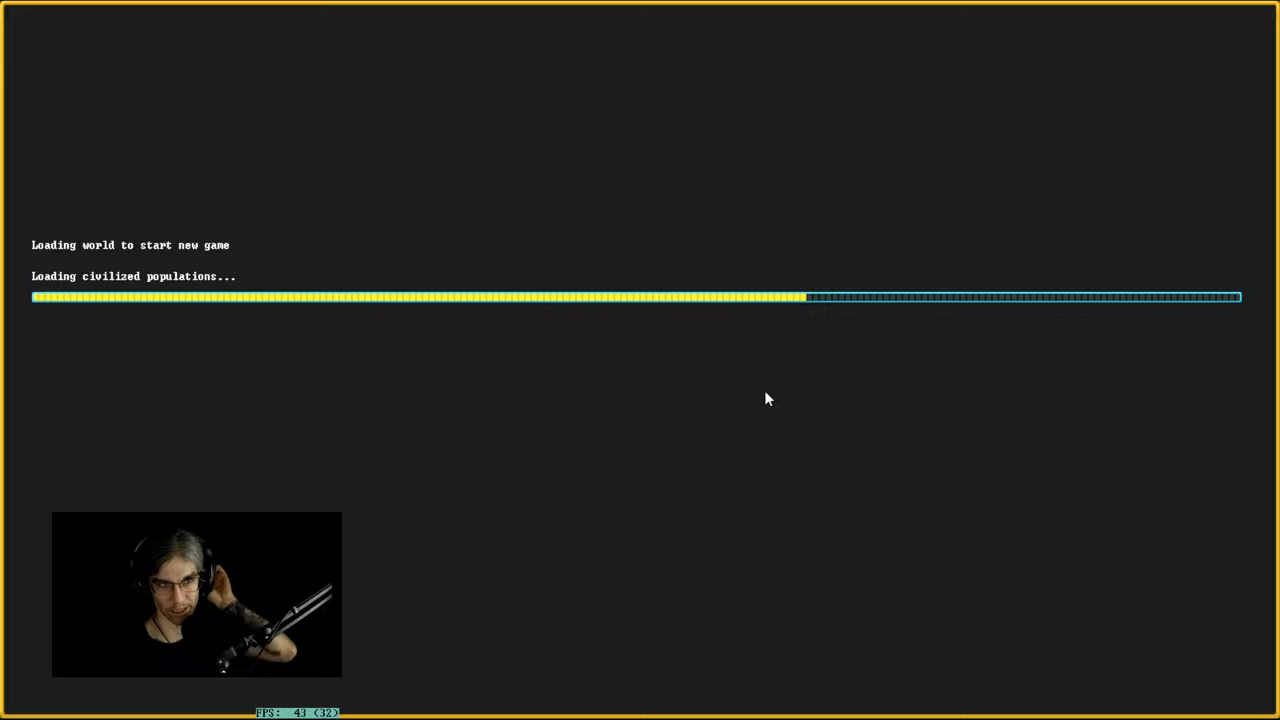 Loading world to start new game
Loading civilized populations...
FPS: 43 (32)